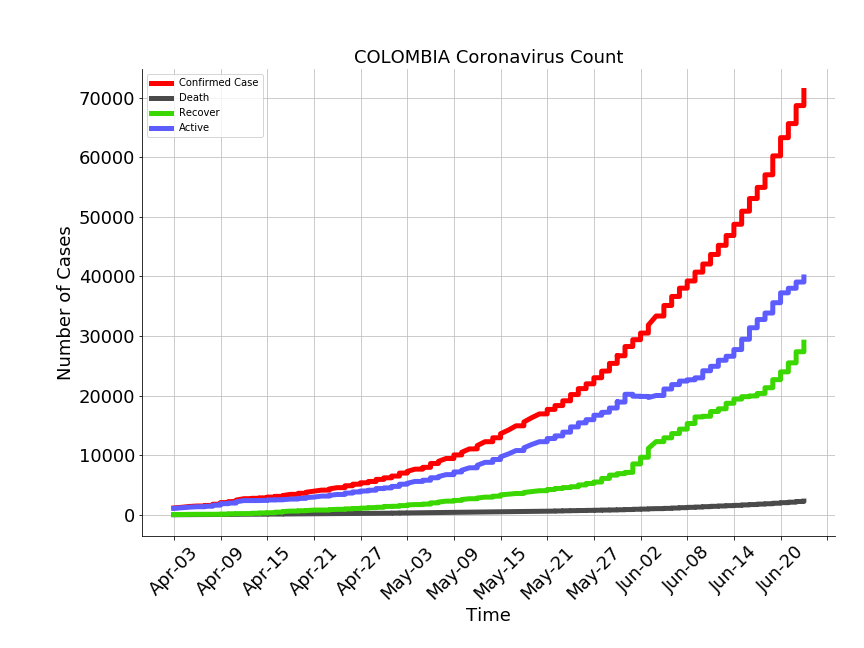 COLOMBIA Coronavirus Count
Confirmed Case
Death
Recover
Active
Number of Cases
70000
60000
50000
40000
30000
20000
10000
0
Apr-03
Apr-09
Apr-15
Apr-21
Apr-27
May-03
May-09
May-15
May-21
May-27
Jun-02
Jun-08
Jun-14
Jun-20
Time